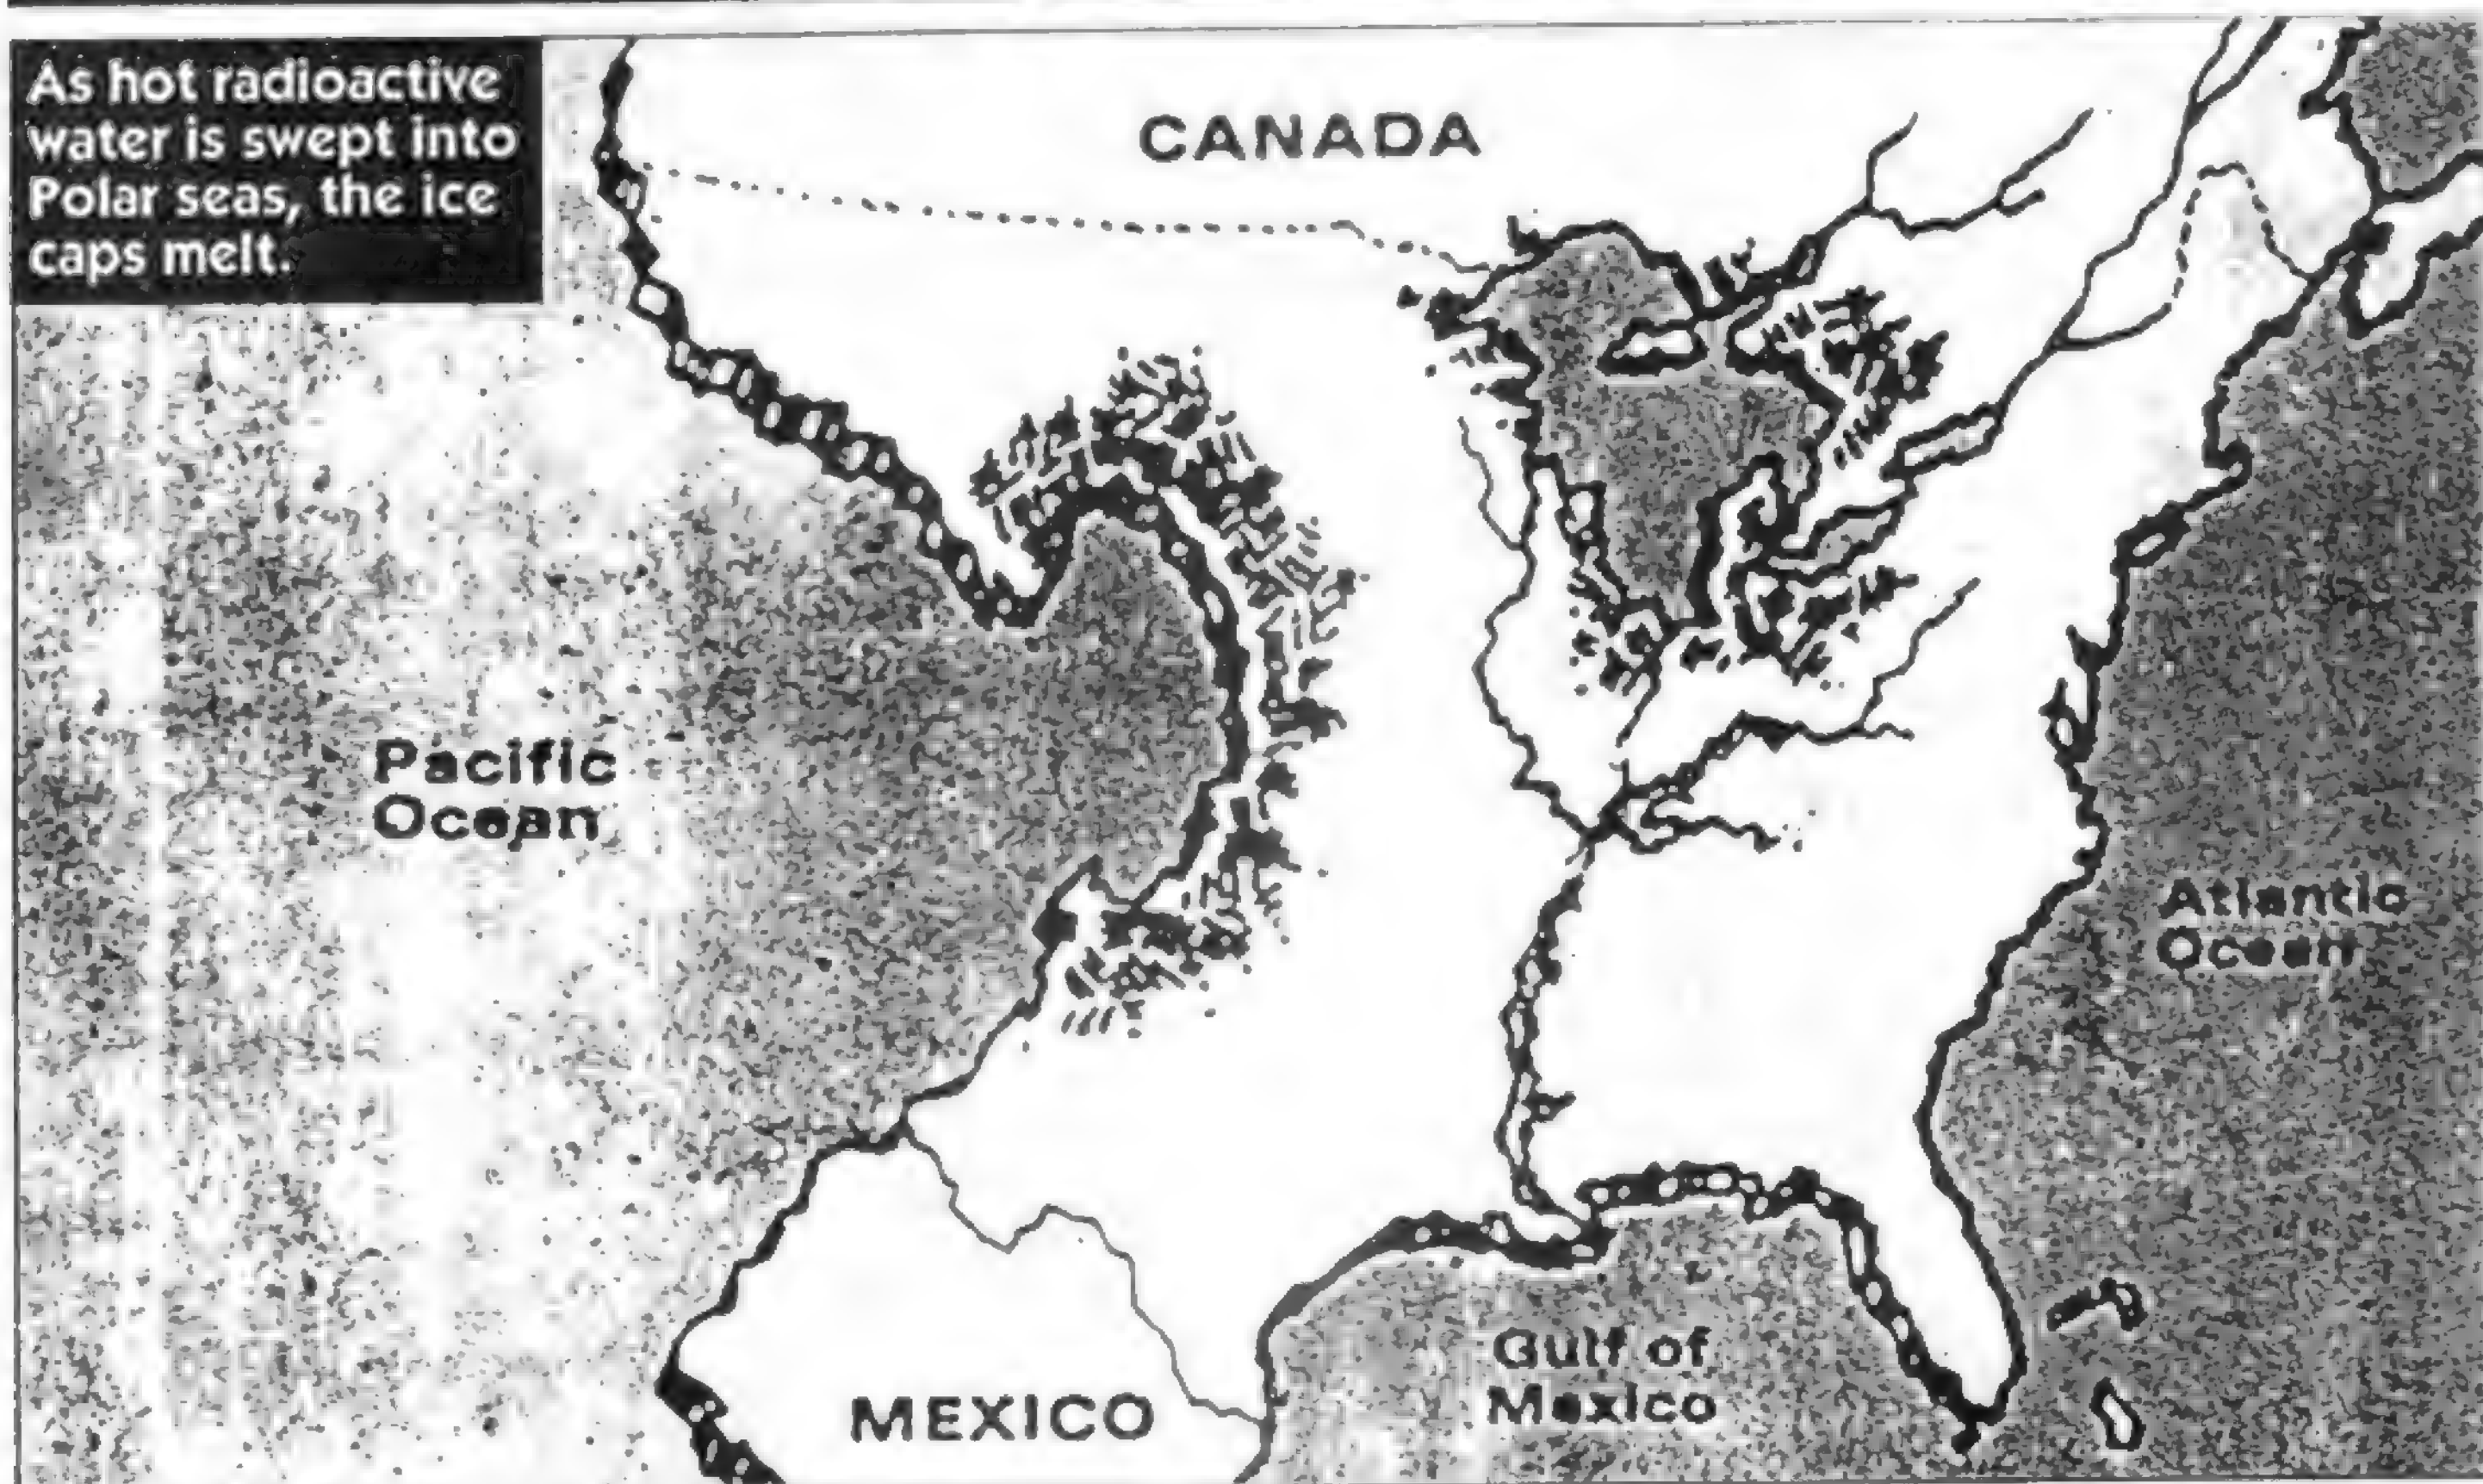 As hot radioactive
water is swept into
Polar seas, the ice
caps melt.
CANADA
Pacific
Ocean
Atlantic
Ocean
Gulf of
Mexico
MEXICO